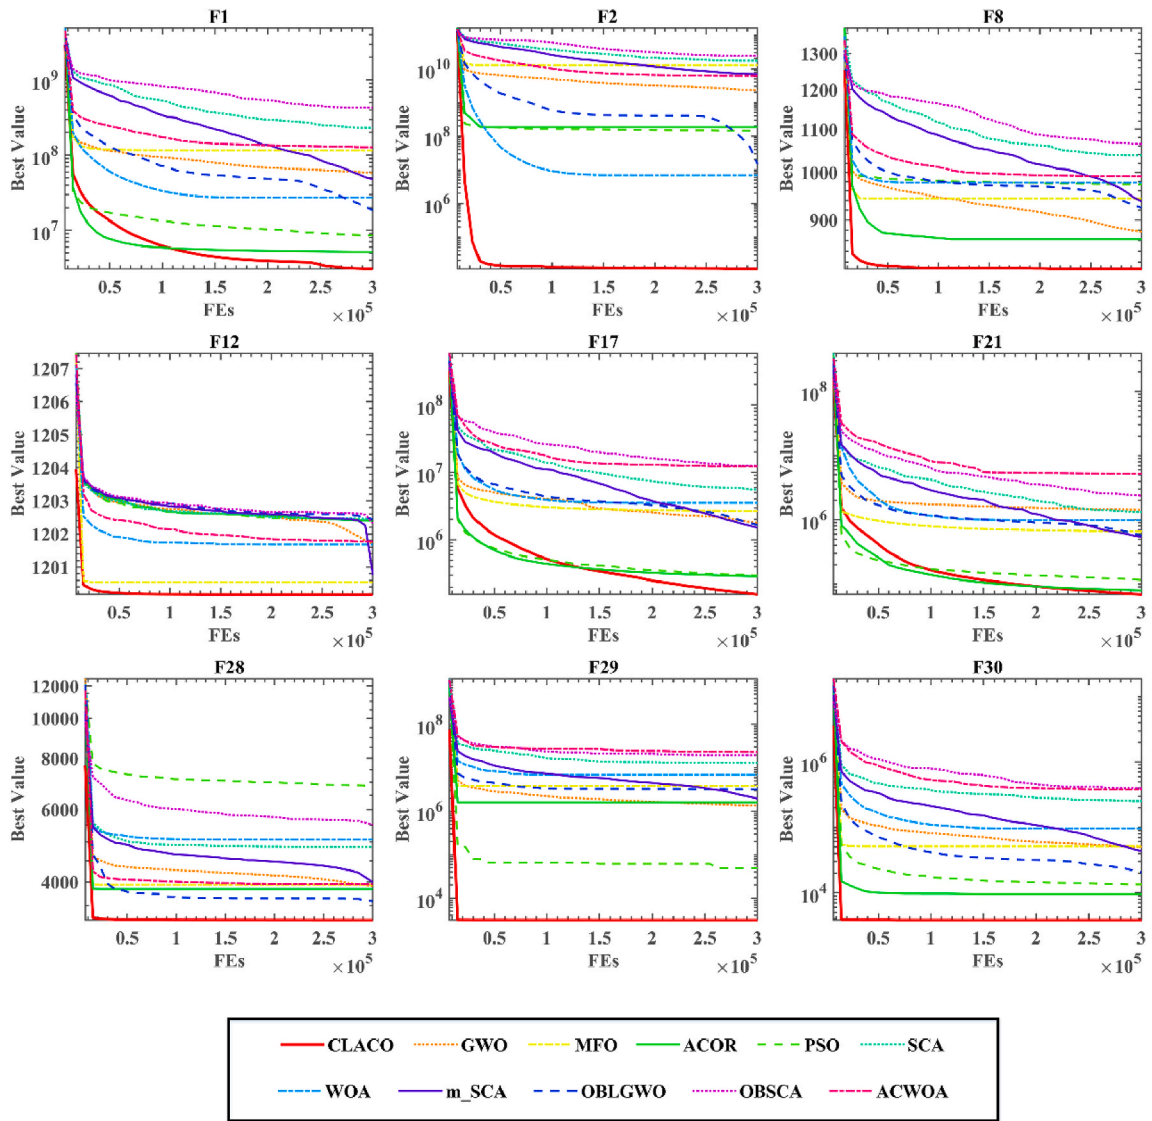 F1 F2 F8
Best Value 10^9 10^8 10^7
Best Value 10^10 10^8 10^6
Best Value 1300 1200 1100 1000 900
0.5 1 1.5 2 2.5 3 0.5 1 1.5 2 2.5 3 0.5 1 1.5 2 2.5 3
FEs ×10^5 FEs ×10^5 FEs ×10^5
F12 F17 F21
Best Value 1207 1206 1205 1204 1203 1202 1201
Best Value 10^8 10^7 10^6
Best Value 10^8 10^6
0.5 1 1.5 2 2.5 3 0.5 1 1.5 2 2.5 3 0.5 1 1.5 2 2.5 3
FEs ×10^5 FEs ×10^5 FEs ×10^5
F28 F29 F30
Best Value 12000 10000 8000 6000 4000
Best Value 10^8 10^6 10^4
Best Value 10^6 10^4
0.5 1 1.5 2 2.5 3 0.5 1 1.5 2 2.5 3 0.5 1 1.5 2 2.5 3
FEs ×10^5 FEs ×10^5 FEs ×10^5
CLACO GWO MFO ACOR PSO SCA
WOA m_SCA OBLGWO OBSCA ACWOA